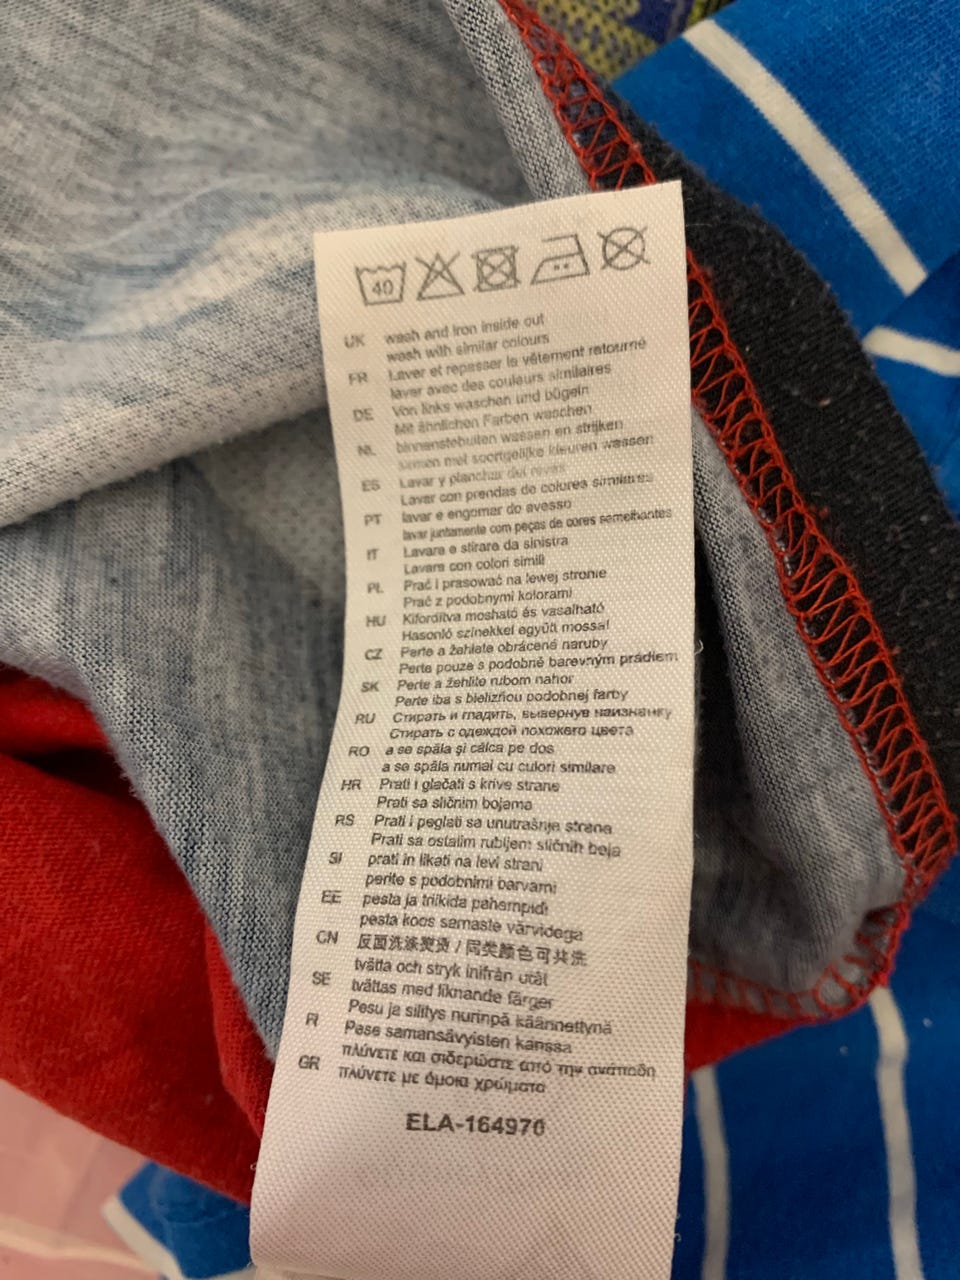 40
UK wash and iron inside out
wash with similar colours
FR Laver et repasser le vêtement retourné
laver avec des couleurs similaires
DE Von links waschen und bügeln
Mit ähnlichen Farben waschen
NL binnenstebuiten wassen en strijken
samen met soortgelijke kleuren wassen
ES Lavar y planchar del revés
Lavar con prendas de colores similares
PT lavar e engomar do avesso
lavar juntamente com peças de cores semelhantes
IT Lavare e stirare da sinistra
Lavare con colori simili
PL Prać i prasować na lewej stronie
Prać z podobnymi kolorami
HU Kifordítva mosható és vasalható
Hasonló színekkel együtt mossa!
CZ Perte a žehlete obrácené naruby
Perte pouze s podobně barevným prádlem
SK Perte a žehlite rubom nahor
Perte iba s bielizňou podobnej farby
RU Стирать и гладить, вывернув наизнанку
Стирать с одеждой похожего цвета
RO a se spăla și călca pe dos
a se spăla numai cu culori similare
HR Prati i glačati s krive strane
Prati sa sličnim bojama
RS Prati i peglati sa unutrašnje strane
Prati sa ostalim rubljem sličnih boja
SI prati in likati na levi strani
perite s podobnimi barvami
EE pesta ja triikida pahempidi
pesta koos samaste värvidega
CN 反面洗涤熨烫 / 同类颜色可共洗
tvätta och stryk inifrån utåt
SE tvättas med liknande färger
Pesu ja silitys nurinpä käännettynä
FI Pese samansävyisten kanssa
πλύνετε και σιδερώστε από την ανάποδη
GR πλύνετε με όμοια χρώματα
ELA-164970